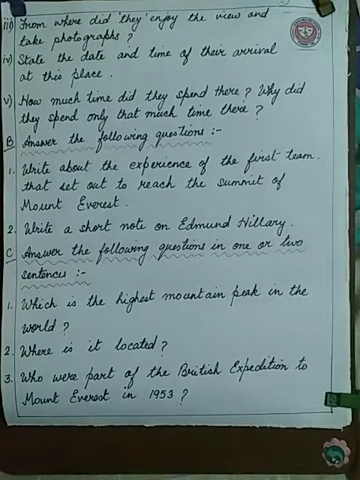 iii) From where did 'they' enjoy the view and
take photographs?
iv) State the date and time of their arrival
at this place.
v) How much time did they spend there? Why did
they spend only that much time there?
B Answer the following questions :-
1. Write about the experience of the first team.
that set out to reach the summit of
Mount Everest.
2. Write a short note on Edmund Hillary.
C Answer the following questions in one or two
sentences :-
1. Which is the highest mountain peak in the
world?
2. Where is it located?
3. Who were part of the British Expedition to
Mount Everest in 1953?